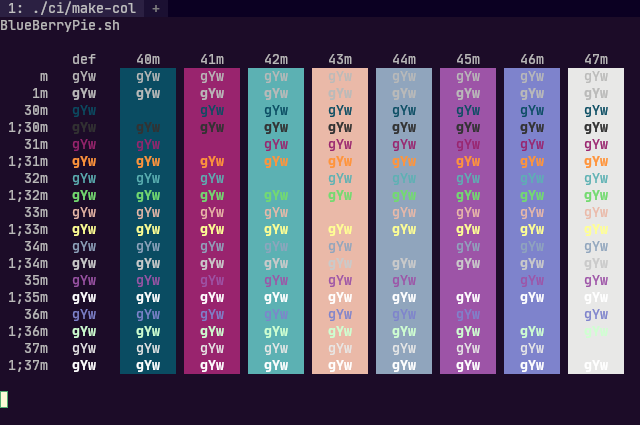 1: ./ci/make-col +
BlueBerryPie.sh
def 40m 41m 42m 43m 44m 45m 46m 47m
m gYw gYw gYw gYw gYw gYw gYw gYw gYw
1m gYw gYw gYw gYw gYw gYw gYw gYw gYw
30m gYw gYw gYw gYw gYw gYw gYw gYw
1;30m gYw gYw gYw gYw gYw gYw gYw gYw gYw
31m gYw gYw gYw gYw gYw gYw gYw gYw
1;31m gYw gYw gYw gYw gYw gYw gYw gYw gYw
32m gYw gYw gYw gYw gYw gYw gYw gYw
1;32m gYw gYw gYw gYw gYw gYw gYw gYw gYw
33m gYw gYw gYw gYw gYw gYw gYw gYw
1;33m gYw gYw gYw gYw gYw gYw gYw gYw gYw
34m gYw gYw gYw gYw gYw gYw gYw gYw
1;34m gYw gYw gYw gYw gYw gYw gYw gYw gYw
35m gYw gYw gYw gYw gYw gYw gYw gYw
1;35m gYw gYw gYw gYw gYw gYw gYw gYw gYw
36m gYw gYw gYw gYw gYw gYw gYw gYw
1;36m gYw gYw gYw gYw gYw gYw gYw gYw gYw
37m gYw gYw gYw gYw gYw gYw gYw gYw
1;37m gYw gYw gYw gYw gYw gYw gYw gYw gYw